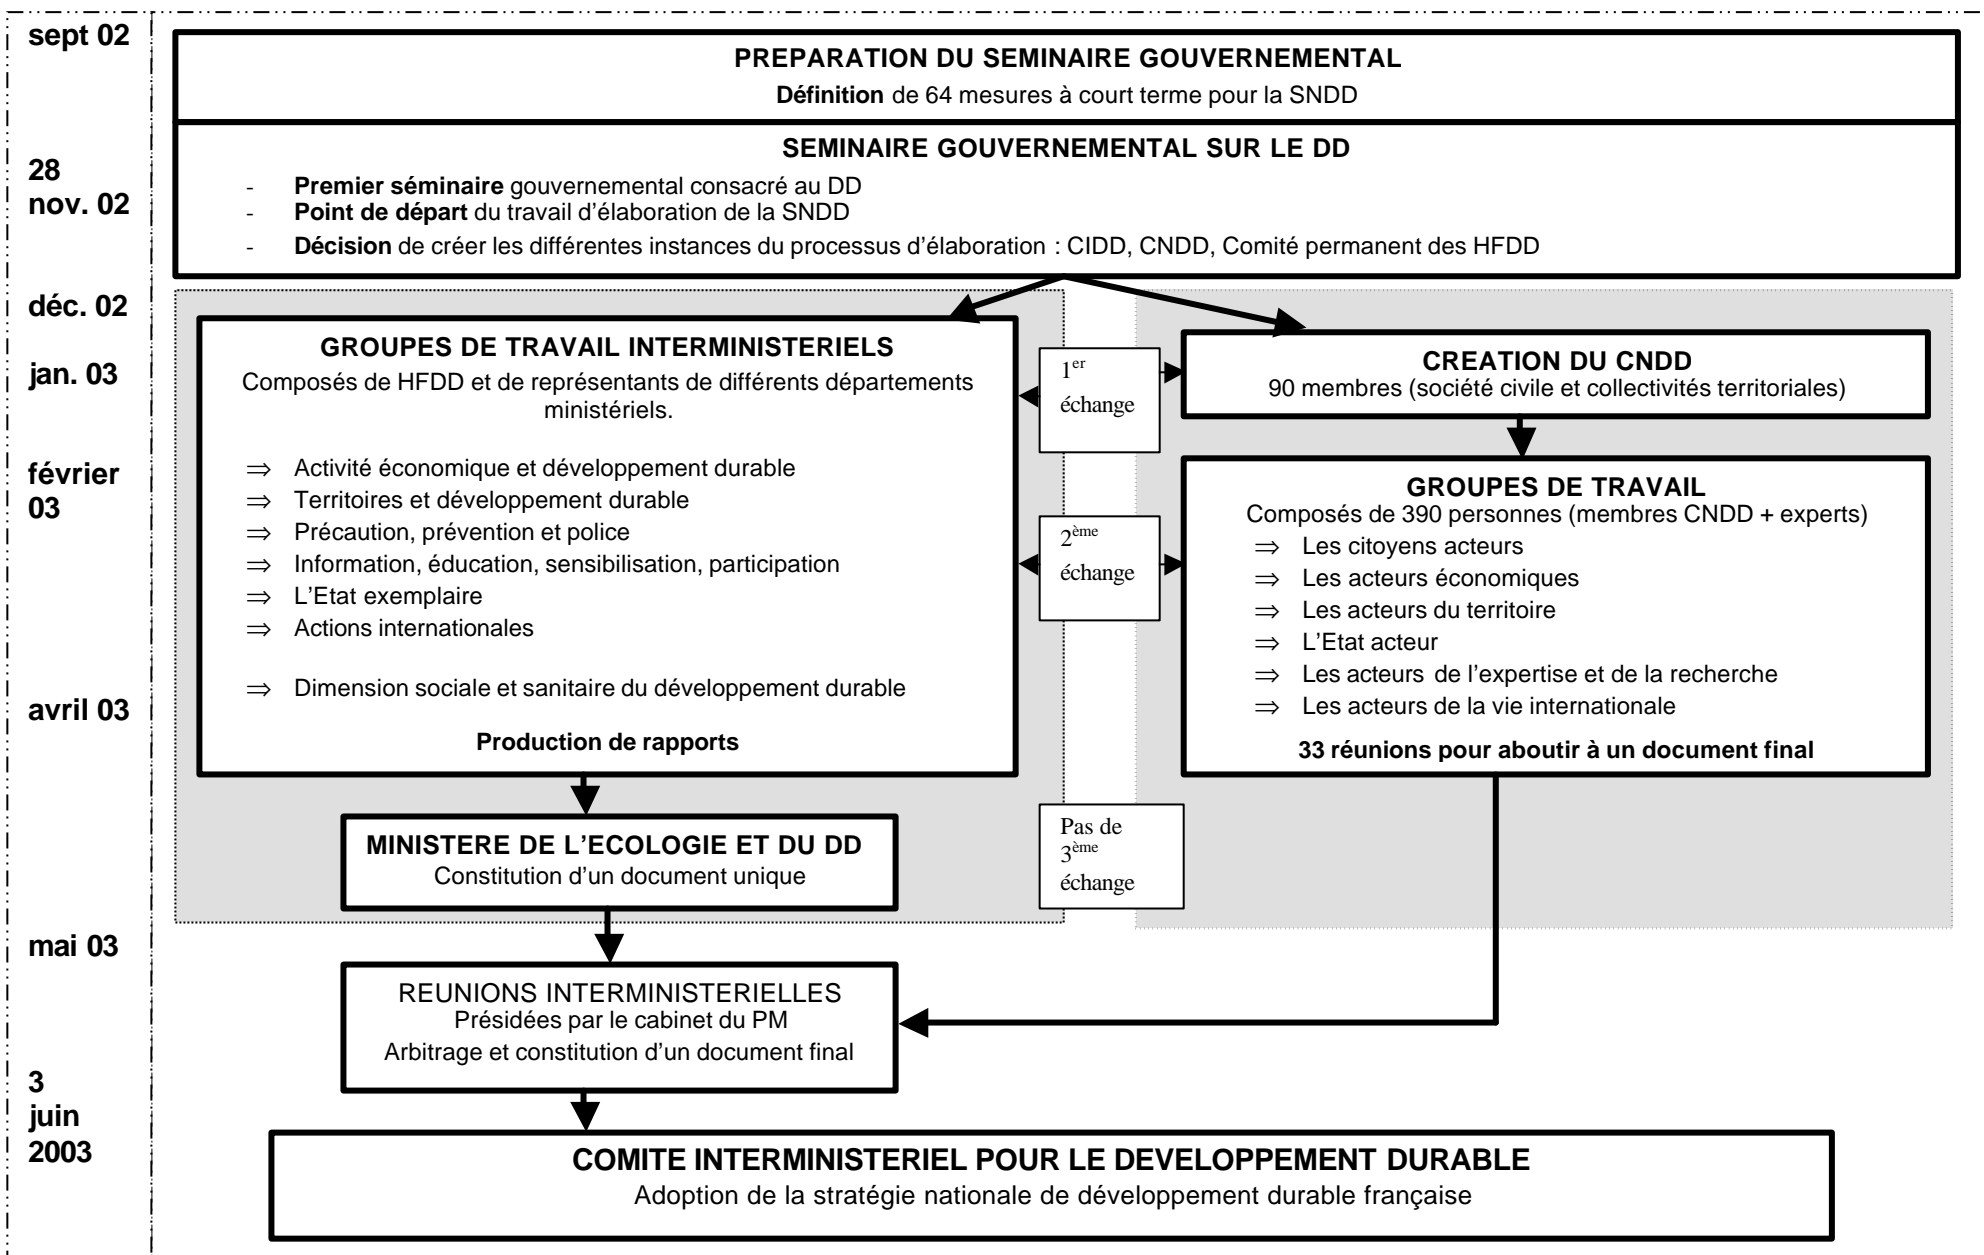 sept 02
PREPARATION DU SEMINAIRE GOUVERNEMENTAL
Définition de 64 mesures à court terme pour la SNDD
28
nov. 02
SEMINAIRE GOUVERNEMENTAL SUR LE DD
- Premier séminaire gouvernemental consacré au DD
- Point de départ du travail d’élaboration de la SNDD
- Décision de créer les différentes instances du processus d’élaboration : CIDD, CNDD, Comité permanent des HFDD
déc. 02
jan. 03
février
03
avril 03
GROUPES DE TRAVAIL INTERMINISTERIELS
Composés de HFDD et de représentants de différents départements
ministériels.
⇒ Activité économique et développement durable
⇒ Territoires et développement durable
⇒ Précaution, prévention et police
⇒ Information, éducation, sensibilisation, participation
⇒ L’Etat exemplaire
⇒ Actions internationales
⇒ Dimension sociale et sanitaire du développement durable
Production de rapports
1er
échange
2ème
échange
Pas de
3ème
échange
CREATION DU CNDD
90 membres (société civile et collectivités territoriales)
GROUPES DE TRAVAIL
Composés de 390 personnes (membres CNDD + experts)
⇒ Les citoyens acteurs
⇒ Les acteurs économiques
⇒ Les acteurs du territoire
⇒ L’Etat acteur
⇒ Les acteurs de l’expertise et de la recherche
⇒ Les acteurs de la vie internationale
33 réunions pour aboutir à un document final
MINISTERE DE L’ECOLOGIE ET DU DD
Constitution d’un document unique
mai 03
REUNIONS INTERMINISTERIELLES
Présidées par le cabinet du PM
Arbitrage et constitution d’un document final
3
juin
2003
COMITE INTERMINISTERIEL POUR LE DEVELOPPEMENT DURABLE
Adoption de la stratégie nationale de développement durable française